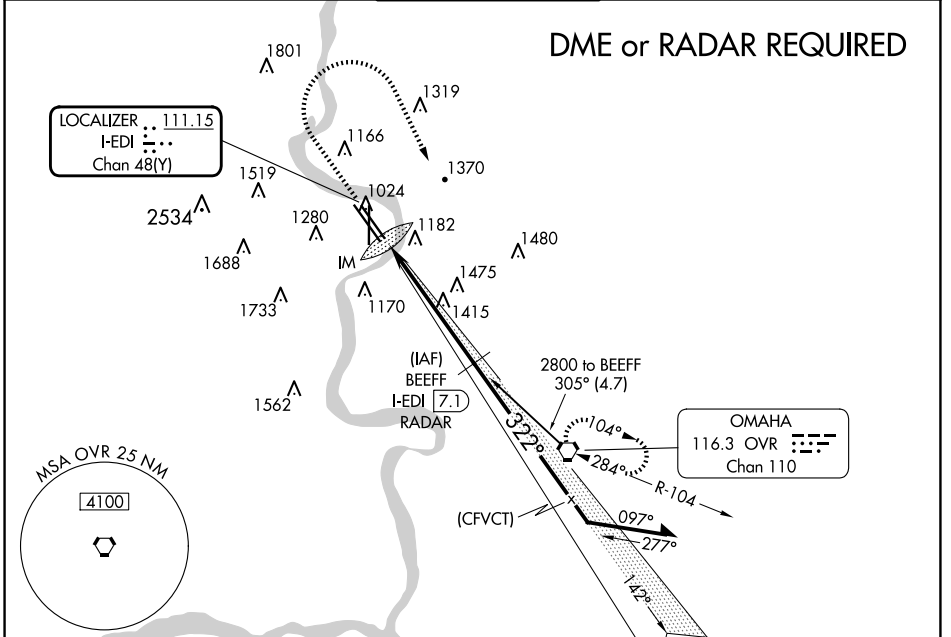 DME or RADAR REQUIRED
1801
1319
LOCALIZER 111.15
I-EDI
Chan 48(Y)
1166
1370
1519
1024
2534
1280
1182
1480
1688
IM
1475
1733
1170
1415
(IAF)
BEEFF
I-EDI 7.1
RADAR
2800 to BEEFF
305° (4.7)
1562
322°
104°
284°
R-104
OMAHA
116.3 OVR
Chan 110
MSA OVR 25 NM
4100
(CFVCT)
097°
277°
142°